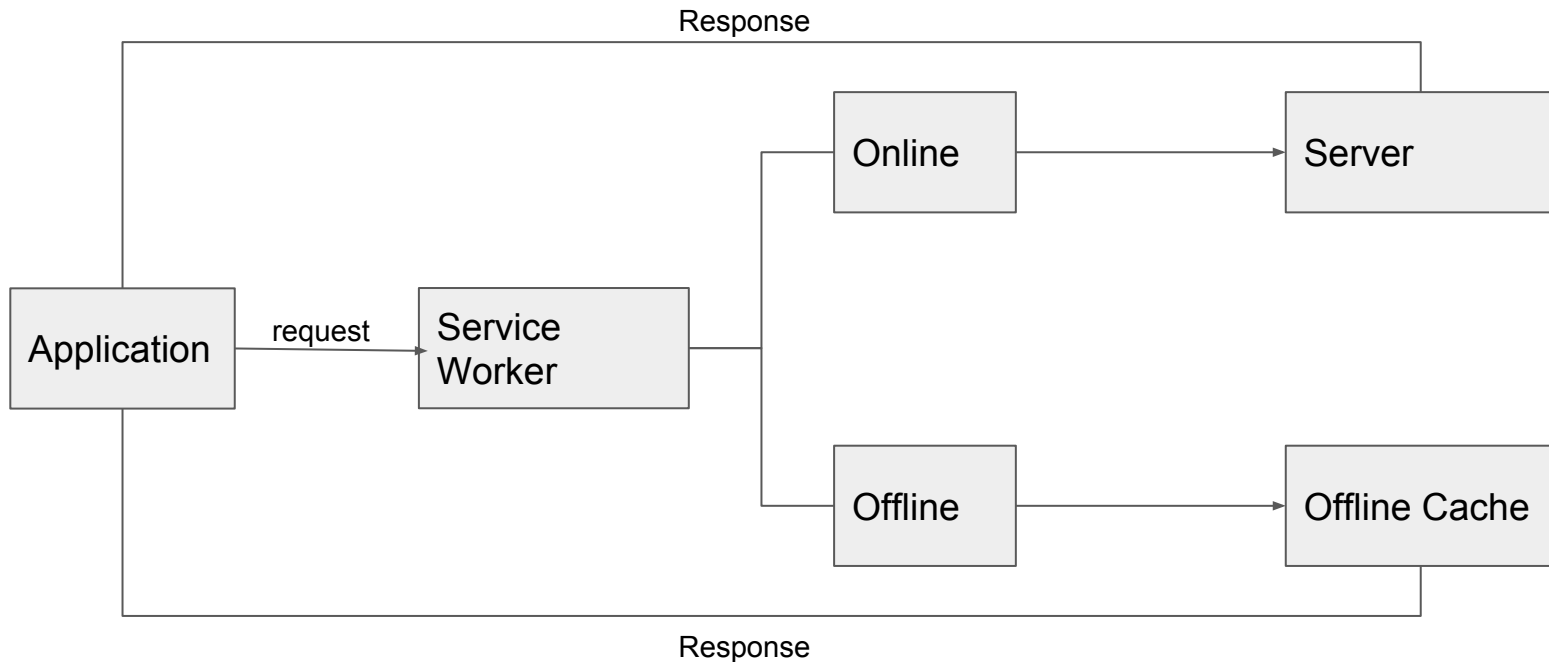 Response
Online
Server
Application
request
Service
Worker
Offline
Offline Cache
Response